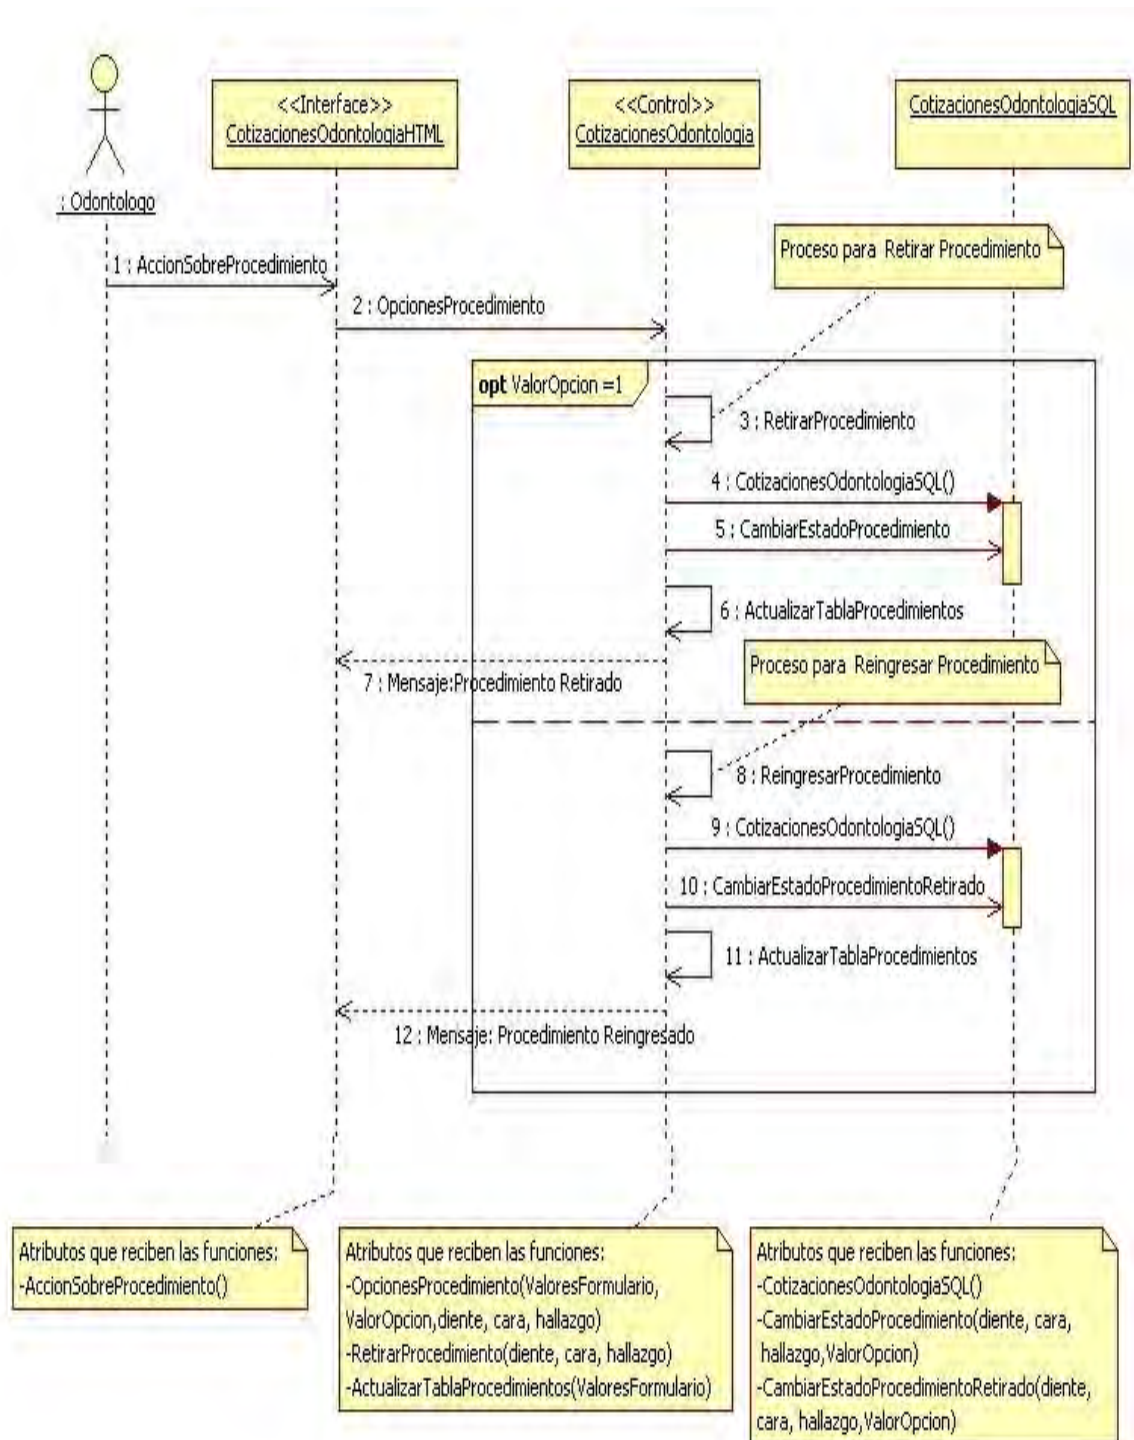 <<Interface>>
CotizacionesOdontologiaHTML
<<Control>>
CotizacionesOdontologia
CotizacionesOdontologiaSQL
: Odontologo
Proceso para Retirar Procedimiento
1 : AccionSobreProcedimiento
2 : OpcionesProcedimiento
opt ValorOpcion =1
3 : RetirarProcedimiento
4 : CotizacionesOdontologiaSQL()
5 : CambiarEstadoProcedimiento
6 : ActualizarTablaProcedimientos
Proceso para Reingresar Procedimiento
7 : Mensaje:Procedimiento Retirado
8 : ReingresarProcedimiento
9 : CotizacionesOdontologiaSQL()
10 : CambiarEstadoProcedimientoRetirado
11 : ActualizarTablaProcedimientos
12 : Mensaje: Procedimiento Reingresado
Atributos que reciben las funciones:
-AccionSobreProcedimiento()
Atributos que reciben las funciones:
-OpcionesProcedimiento(ValoresFormulario,
ValorOpcion,diente, cara, hallazgo)
-RetirarProcedimiento(diente, cara, hallazgo)
-ActualizarTablaProcedimientos(ValoresFormulario)
Atributos que reciben las funciones:
-CotizacionesOdontologiaSQL()
-CambiarEstadoProcedimiento(diente, cara,
hallazgo,ValorOpcion)
-CambiarEstadoProcedimientoRetirado(diente,
cara, hallazgo,ValorOpcion)